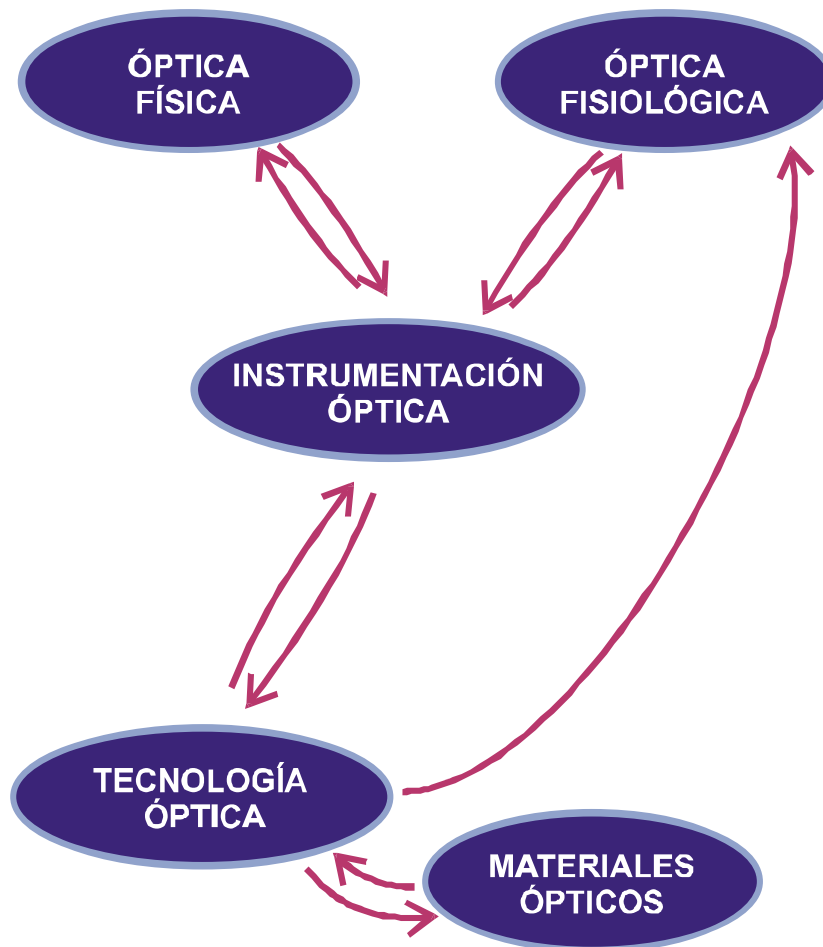 ÓPTICA
FÍSICA
ÓPTICA
FISIOLÓGICA
INSTRUMENTACIÓN
ÓPTICA
TECNOLOGÍA
ÓPTICA
MATERIALES
ÓPTICOS